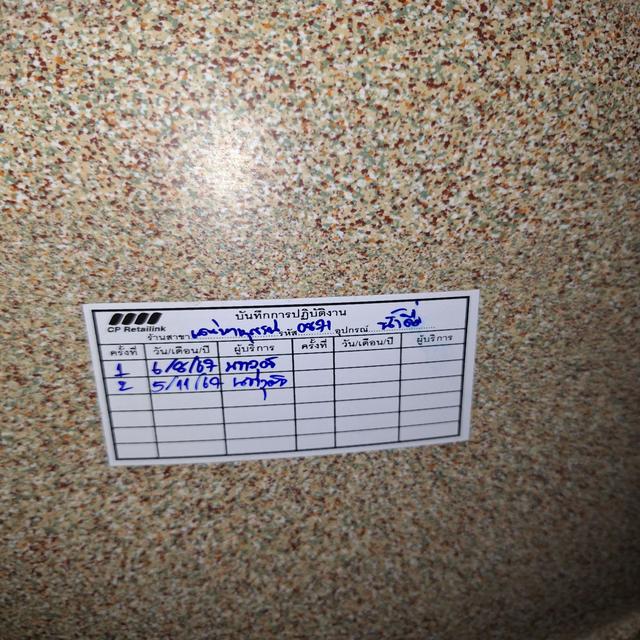 CP Retailink
บันทึกการปฏิบัติงาน
ร้านสาขา รหัส 0891 อุปกรณ์
ครั้งที่ วัน/เดือน/ปี ผู้บริการ ครั้งที่ วัน/เดือน/ปี ผู้บริการ
1 6/8/67
2 5/11/67